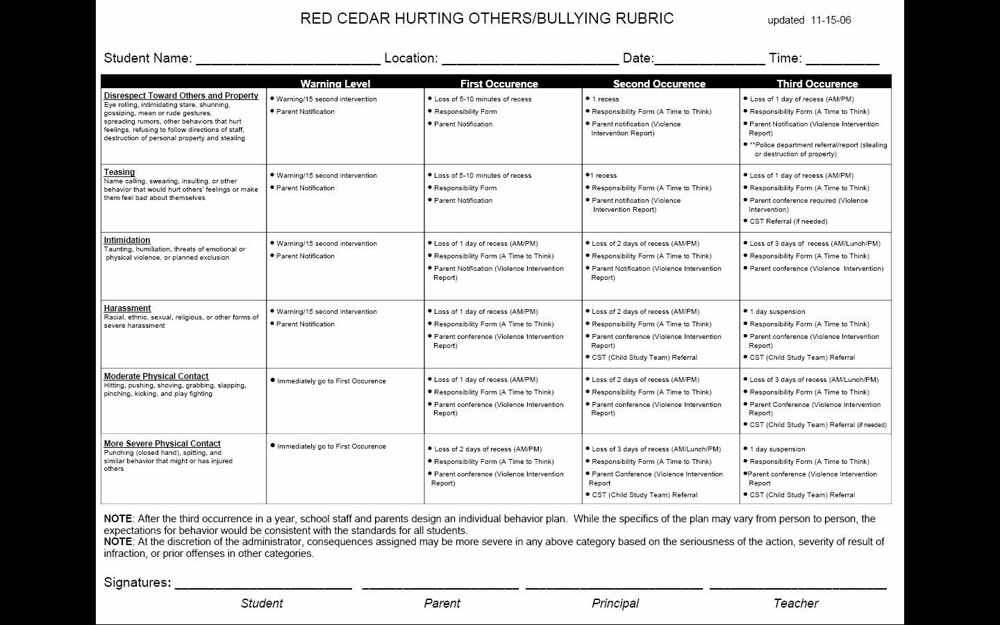 RED CEDAR HURTING OTHERS/BULLYING RUBRIC updated 11-15-06
Student Name: _________________________ Location: ________________________ Date:_______________ Time: __________
Warning Level First Occurence Second Occurence Third Occurence
Disrespect Toward Others and Property
Eye rolling, intimidating stare, shunning,
gossiping, mean or rude gestures,
spreading rumors, other behaviors that hurt
feelings, refusing to follow directions of staff,
destruction of personal property and stealing
● Warning/15 second intervention
● Parent Notification
● Loss of 5-10 minutes of recess
● Responsibility Form
● Parent Notification
● 1 recess
● Responsibility Form (A Time to Think)
● Parent notification (Violence
Intervention Report)
● Loss of 1 day of recess (AM/PM)
● Responsibility Form (A Time to Think)
● Parent Notification (Violence Intervention
Report)
● **Police department referral/report (stealing
or destruction of property)
Teasing
Name calling, swearing, insulting, or other
behavior that would hurt others' feelings or make
them feel bad about themselves
● Warning/15 second intervention
● Parent Notification
● Loss of 5-10 minutes of recess
● Responsibility Form
● Parent Notification
●1 recess
● Responsibility Form (A Time to Think)
● Parent notification (Violence
Intervention Report)
● Loss of 1 day of recess (AM/PM)
● Responsibility Form (A Time to Think)
● Parent conference required (Violence
Intervention)
● CST Referral (if needed)
Intimidation
Taunting, humiliation, threats of emotional or
physical violence, or planned exclusion
● Warning/15 second intervention
● Parent Notification
● Loss of 1 day of recess (AM/PM)
● Responsibility Form (A Time to Think)
● Parent Notification (Violence Intervention
Report)
● Loss of 2 days of recess (AM/PM)
● Responsibility Form (A Time to Think)
● Parent Notification (Violence Intervention
Report)
● Loss of 3 days of recess (AM/Lunch/PM)
● Responsibility Form (A Time to Think)
● Parent conference (Violence Intervention)
Harassment
Racial, ethnic, sexual, religious, or other forms of
severe harassment
● Warning/15 second intervention
● Parent Notification
● Loss of 1 day of recess (AM/PM)
● Responsibility Form (A Time to Think)
● Parent conference (Violence Intervention
Report)
● Loss of 2 days of recess (AM/PM)
● Responsibility Form (A Time to Think)
● Parent conference (Violence Intervention
Report)
● CST (Child Study Team) Referral
● 1 day suspension
● Responsibility Form (A Time to Think)
● Parent conference (Violence Intervention
Report)
● CST (Child Study Team) Referral
Moderate Physical Contact
Hitting, pushing, shoving, grabbing, slapping,
pinching, kicking, and play fighting
● Immediately go to First Occurence
● Loss of 1 day of recess (AM/PM)
● Responsibility Form (A Time to Think)
● Parent conference (Violence Intervention
Report)
● Loss of 2 days of recess (AM/PM)
● Responsibility Form (A Time to Think)
● Parent conference (Violence Intervention
Report)
● Loss of 3 days of recess (AM/Lunch/PM)
● Responsibility Form (A Time to Think)
● Parent Conference (Violence Intervention
Report)
● CST (Child Study Team) Referral (if needed)
More Severe Physical Contact
Punching (closed hand), spitting, and
similar behavior that might or has injured
others
● Immediately go to First Occurence
● Loss of 2 days of recess (AM/PM)
● Responsibility Form (A Time to Think)
● Parent conference (Violence Intervention
Report)
● Loss of 3 days of recess (AM/Lunch/PM)
● Responsibility Form (A Time to Think)
● Parent Conference (Violence Intervention
Report
● CST (Child Study Team) Referral
● 1 day suspension
● Responsibility Form (A Time to Think)
●Parent conference (Violence Intervention
Report
● CST (Child Study Team) Referral
NOTE: After the third occurrence in a year, school staff and parents design an individual behavior plan. While the specifics of the plan may vary from person to person, the
expectations for behavior would be consistent with the standards for all students.
NOTE: At the discretion of the administrator, consequences assigned may be more severe in any above category based on the seriousness of the action, severity of result of
infraction, or prior offenses in other categories.
Signatures: ________________________ _____________________ ________________________ ________________________
Student Parent Principal Teacher